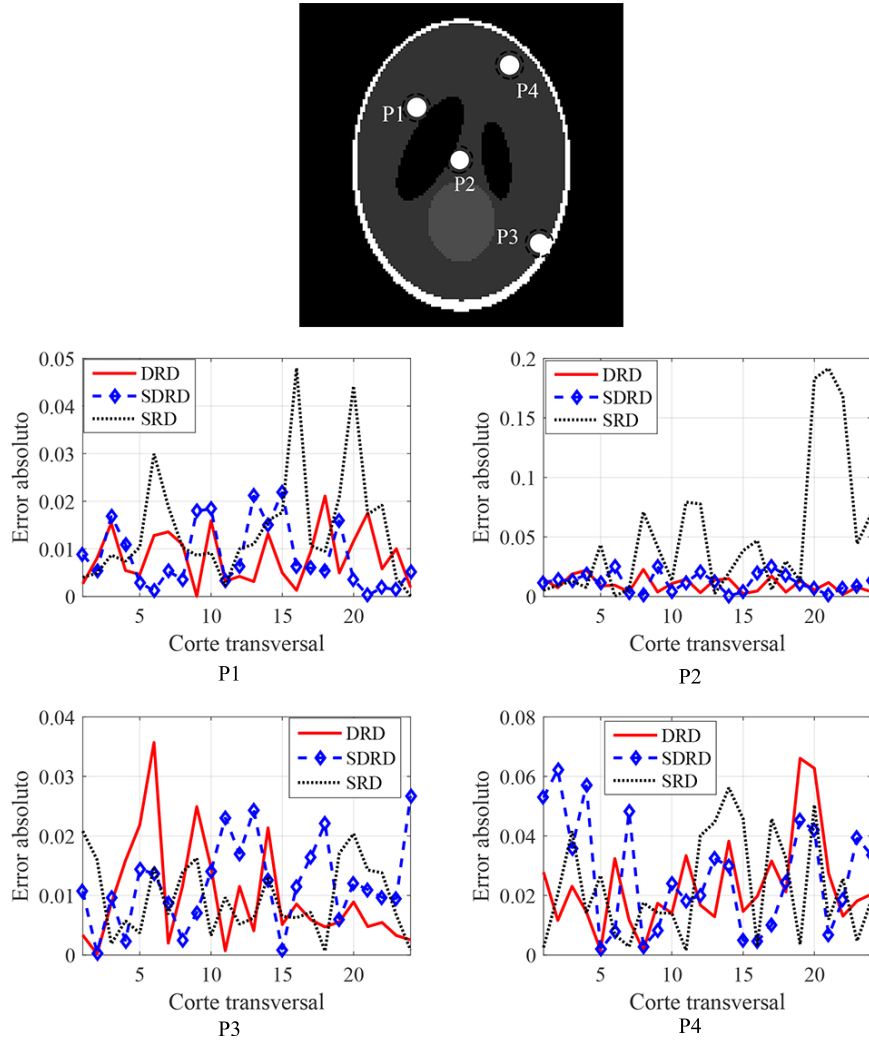 P4
P1
P2
P3
0.05
0.04
0.03
0.02
0.01
0
5
10
15
20
Error absoluto
Corte transversal
DRD
SDRD
SRD
P1
0.2
0.15
0.1
0.05
0
5
10
15
20
Error absoluto
Corte transversal
DRD
SDRD
SRD
P2
0.04
0.03
0.02
0.01
0
5
10
15
20
Error absoluto
Corte transversal
DRD
SDRD
SRD
P3
0.08
0.06
0.04
0.02
0
5
10
15
20
Error absoluto
Corte transversal
DRD
SDRD
SRD
P4